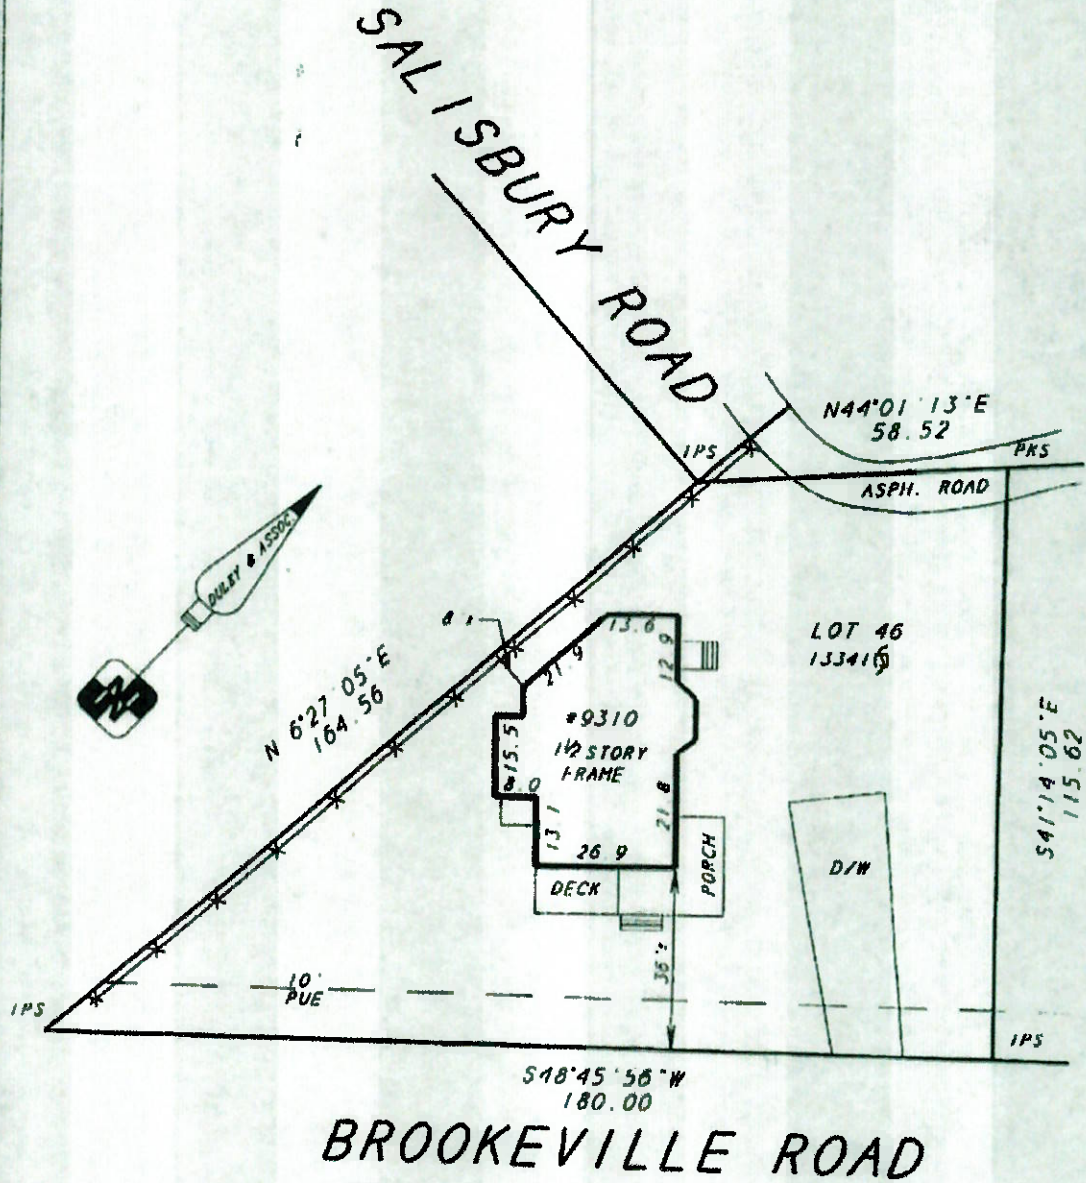 SALISBURY ROAD
N44°01'13"E
58.52
IPS
PKS
ASPH. ROAD
DULEY & ASSOC.
LOT 46
13341
N 6°27'05"E
164.56
21.9
13.6
12.9
#9310
1½ STORY
FRAME
15.5
8.0
13.1
21.8
26.9
DECK
PORCH
D/W
S41°14'05"E
115.62
36'±
10'
PUE
IPS
IPS
S48°45'56"W
180.00
BROOKEVILLE ROAD